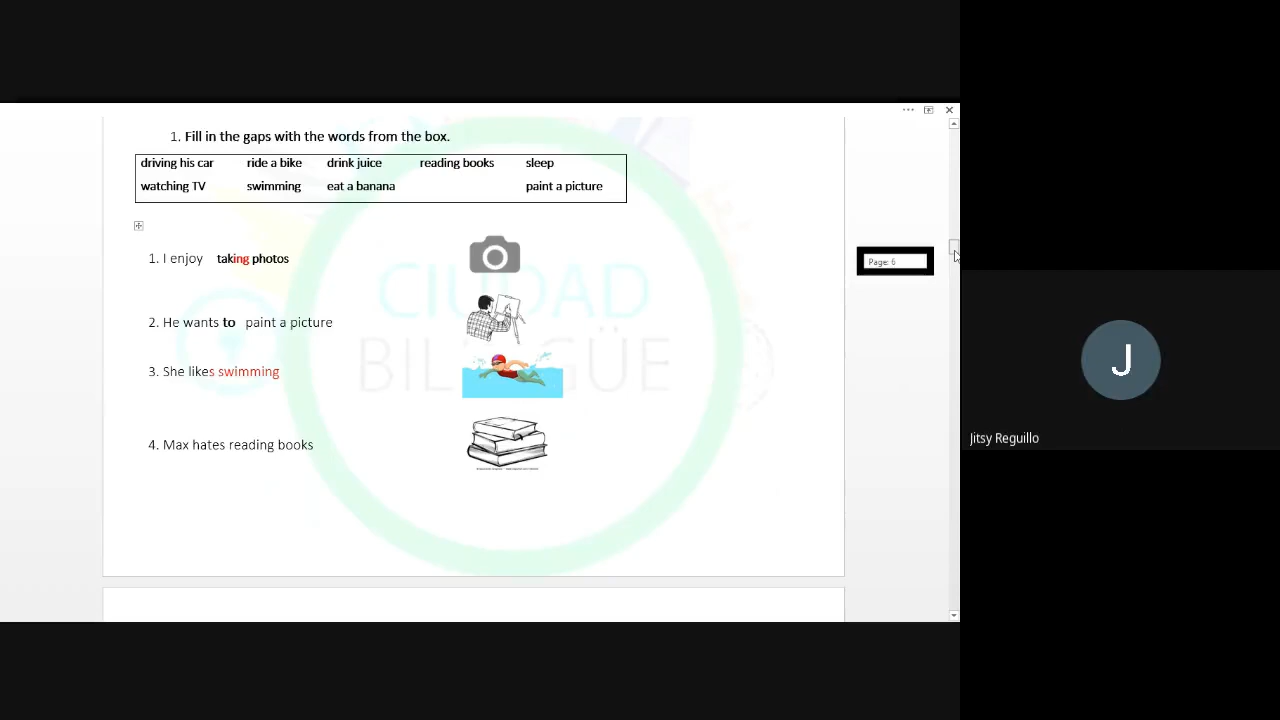 1. Fill in the gaps with the words from the box.
driving his car ride a bike drink juice reading books sleep
watching TV swimming eat a banana paint a picture
1. I enjoy taking photos
2. He wants to paint a picture
3. She likes swimming
4. Max hates reading books
CIUDAD
BILINGÜE
Page: 6
J
Jitsy Reguillo